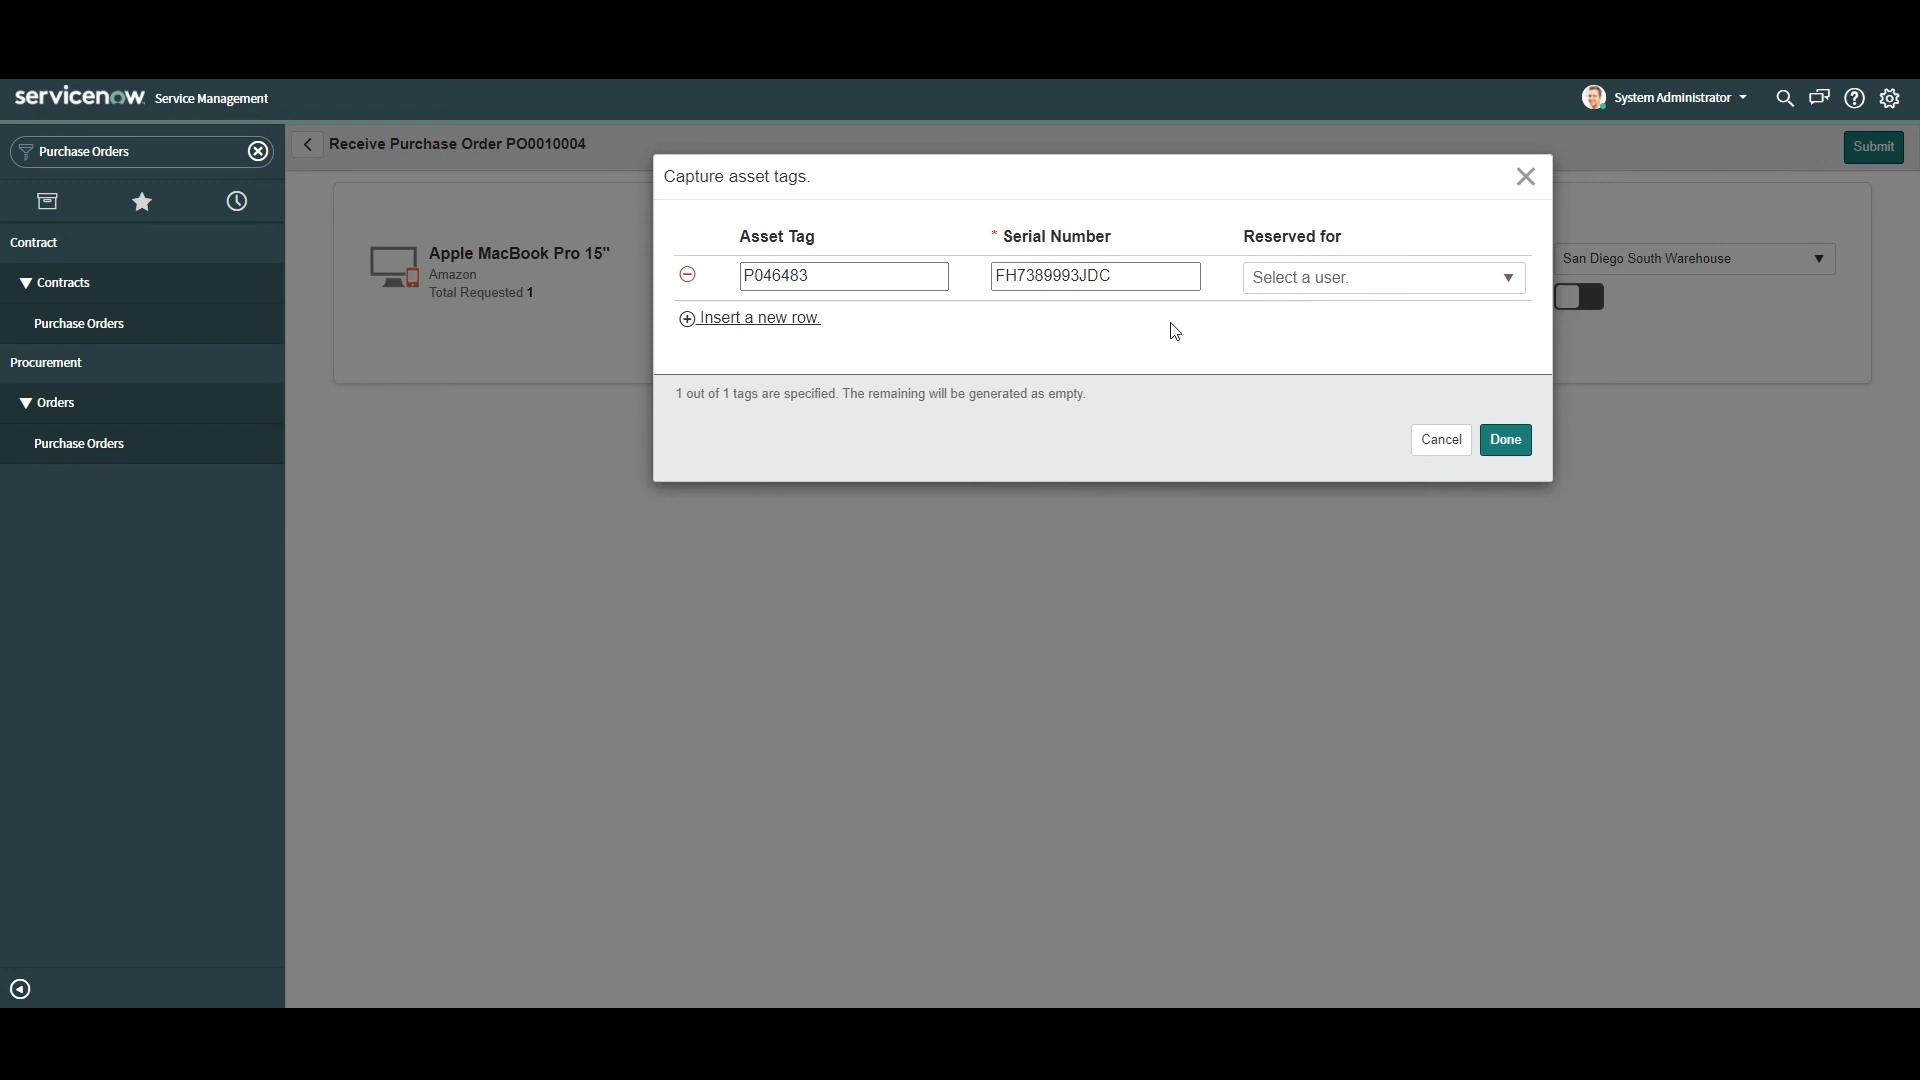 servicenow Service Management
System Administrator
Purchase Orders
Contract
Contracts
Purchase Orders
Procurement
Orders
Purchase Orders
Receive Purchase Order PO0010004
Submit
Apple MacBook Pro 15"
Amazon
Total Requested 1
San Diego South Warehouse
Capture asset tags.
Asset Tag * Serial Number Reserved for
P046483 FH7389993JDC Select a user.
Insert a new row.
1 out of 1 tags are specified. The remaining will be generated as empty.
Cancel Done